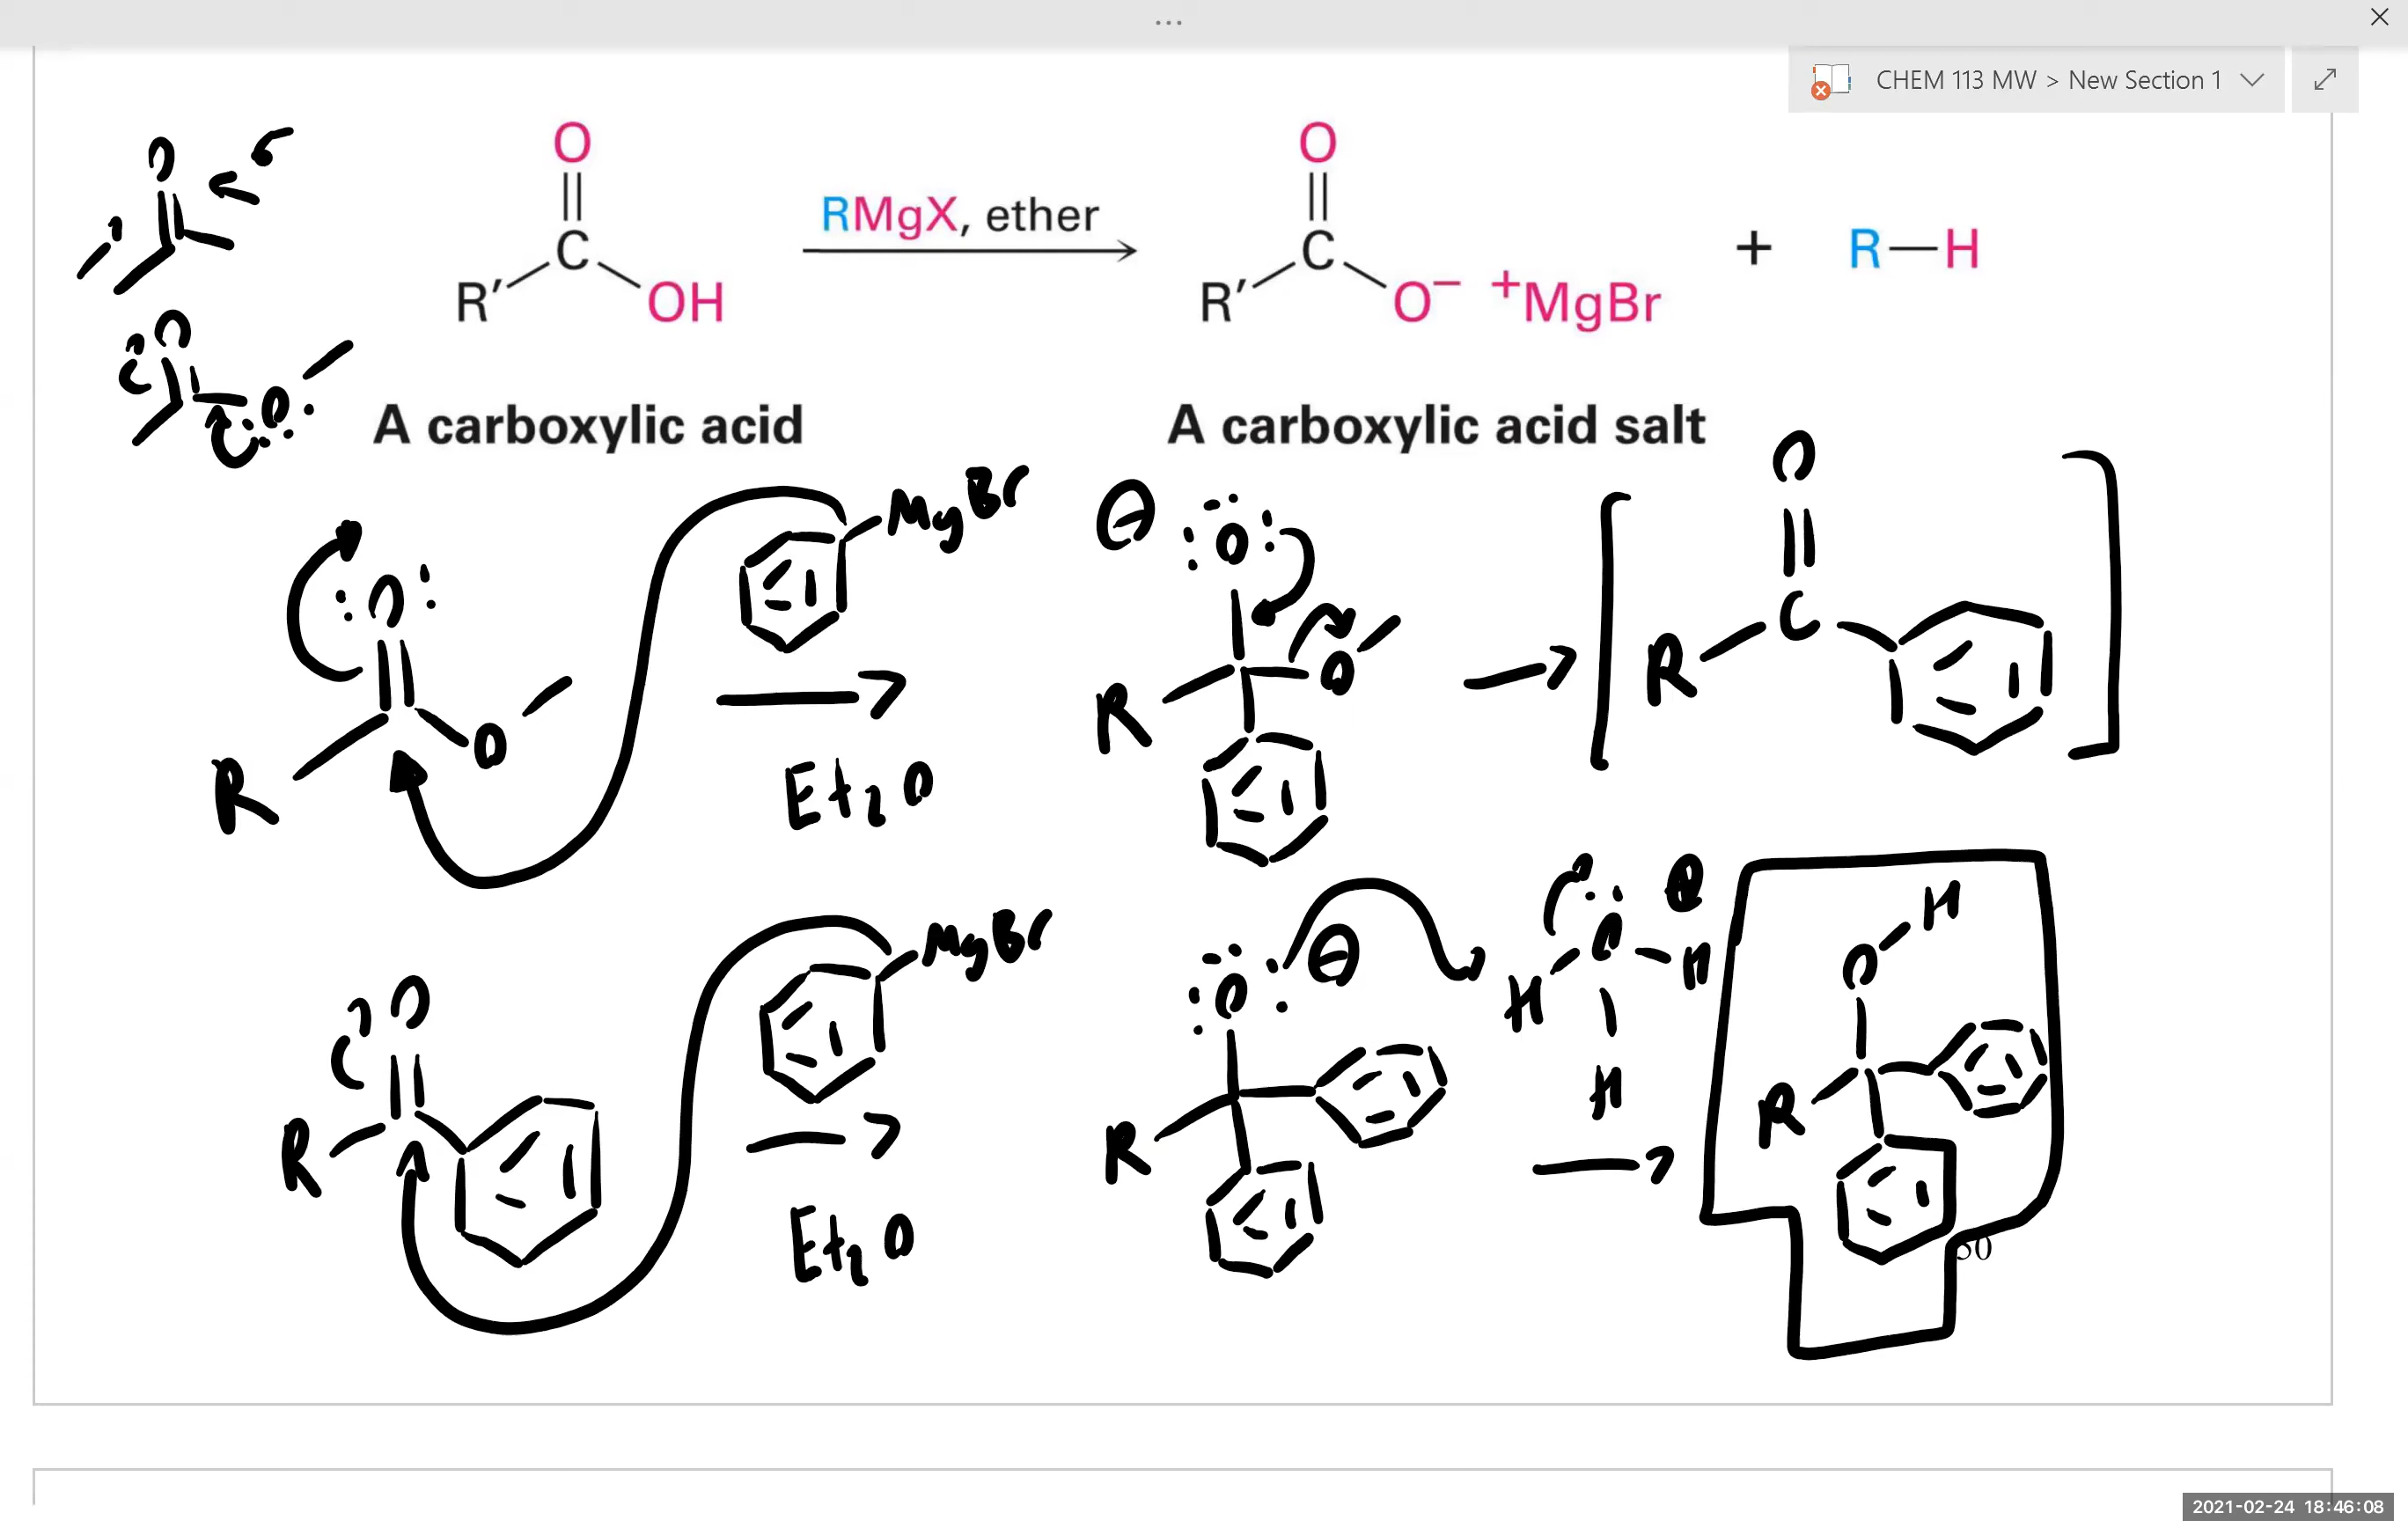 ...
CHEM 113 MW > New Section 1
O
C
R′ OH
RMgX, ether
O
C
R′ O⁻ ⁺MgBr
+ R—H
A carboxylic acid
A carboxylic acid salt
O
O
O
MgBr
O
R O
Et₂O
⊖ O
R O
O
R C
MgBr
O
R
Et₂O
O ⊖
R
H O H
H
O H
R
2021-02-24 18:46:08